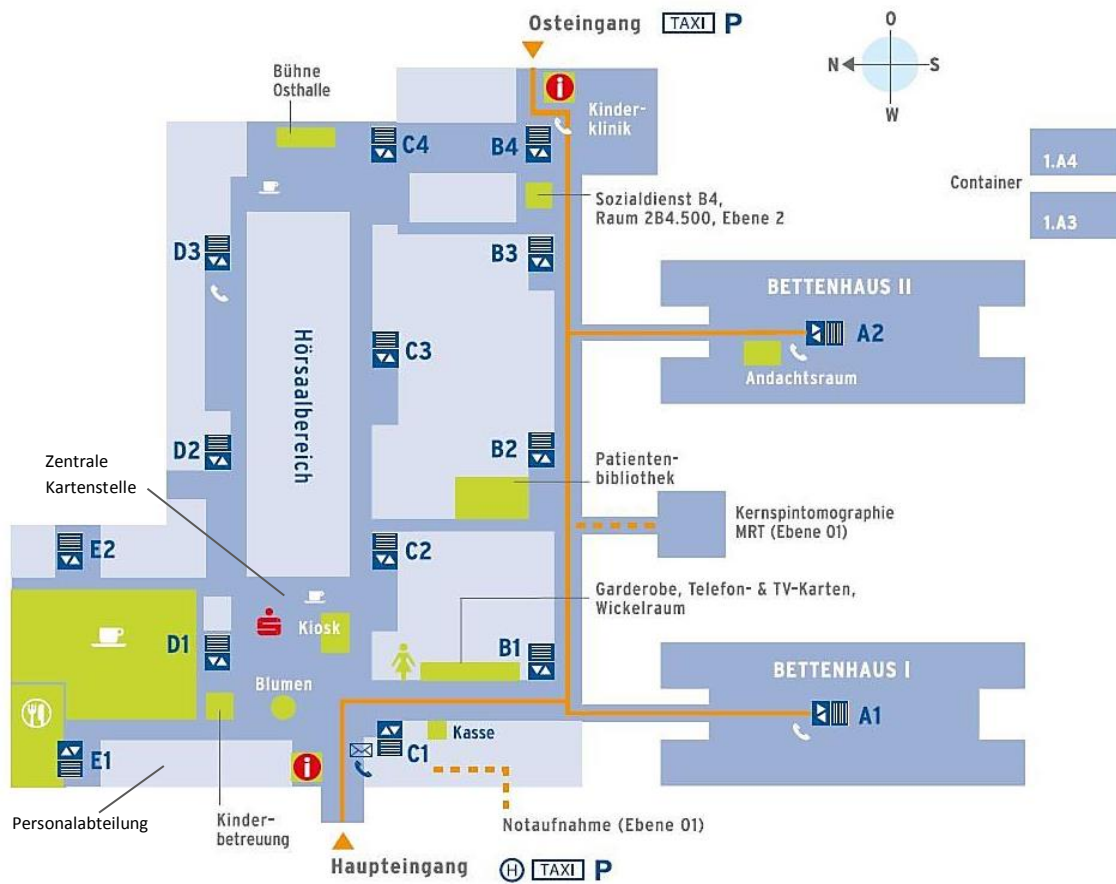 Osteingang TAXI P
O
N S
W
Bühne
Osthalle
i
Kinder-
klinik
C4
B4
1.A4
Container
1.A3
Sozialdienst B4,
Raum 2B4.500, Ebene 2
D3
B3
BETTENHAUS II
A2
Andachtsraum
Hörsaalbereich
C3
D2
B2
Zentrale
Kartenstelle
Patienten-
bibliothek
Kernspintomographie
MRT (Ebene 01)
E2
C2
Garderobe, Telefon- & TV-Karten,
Wickelraum
Kiosk
D1
B1
BETTENHAUS I
Blumen
A1
Kasse
C1
E1
i
Personalabteilung
Kinder-
betreuung
Notaufnahme (Ebene 01)
Haupteingang H TAXI P